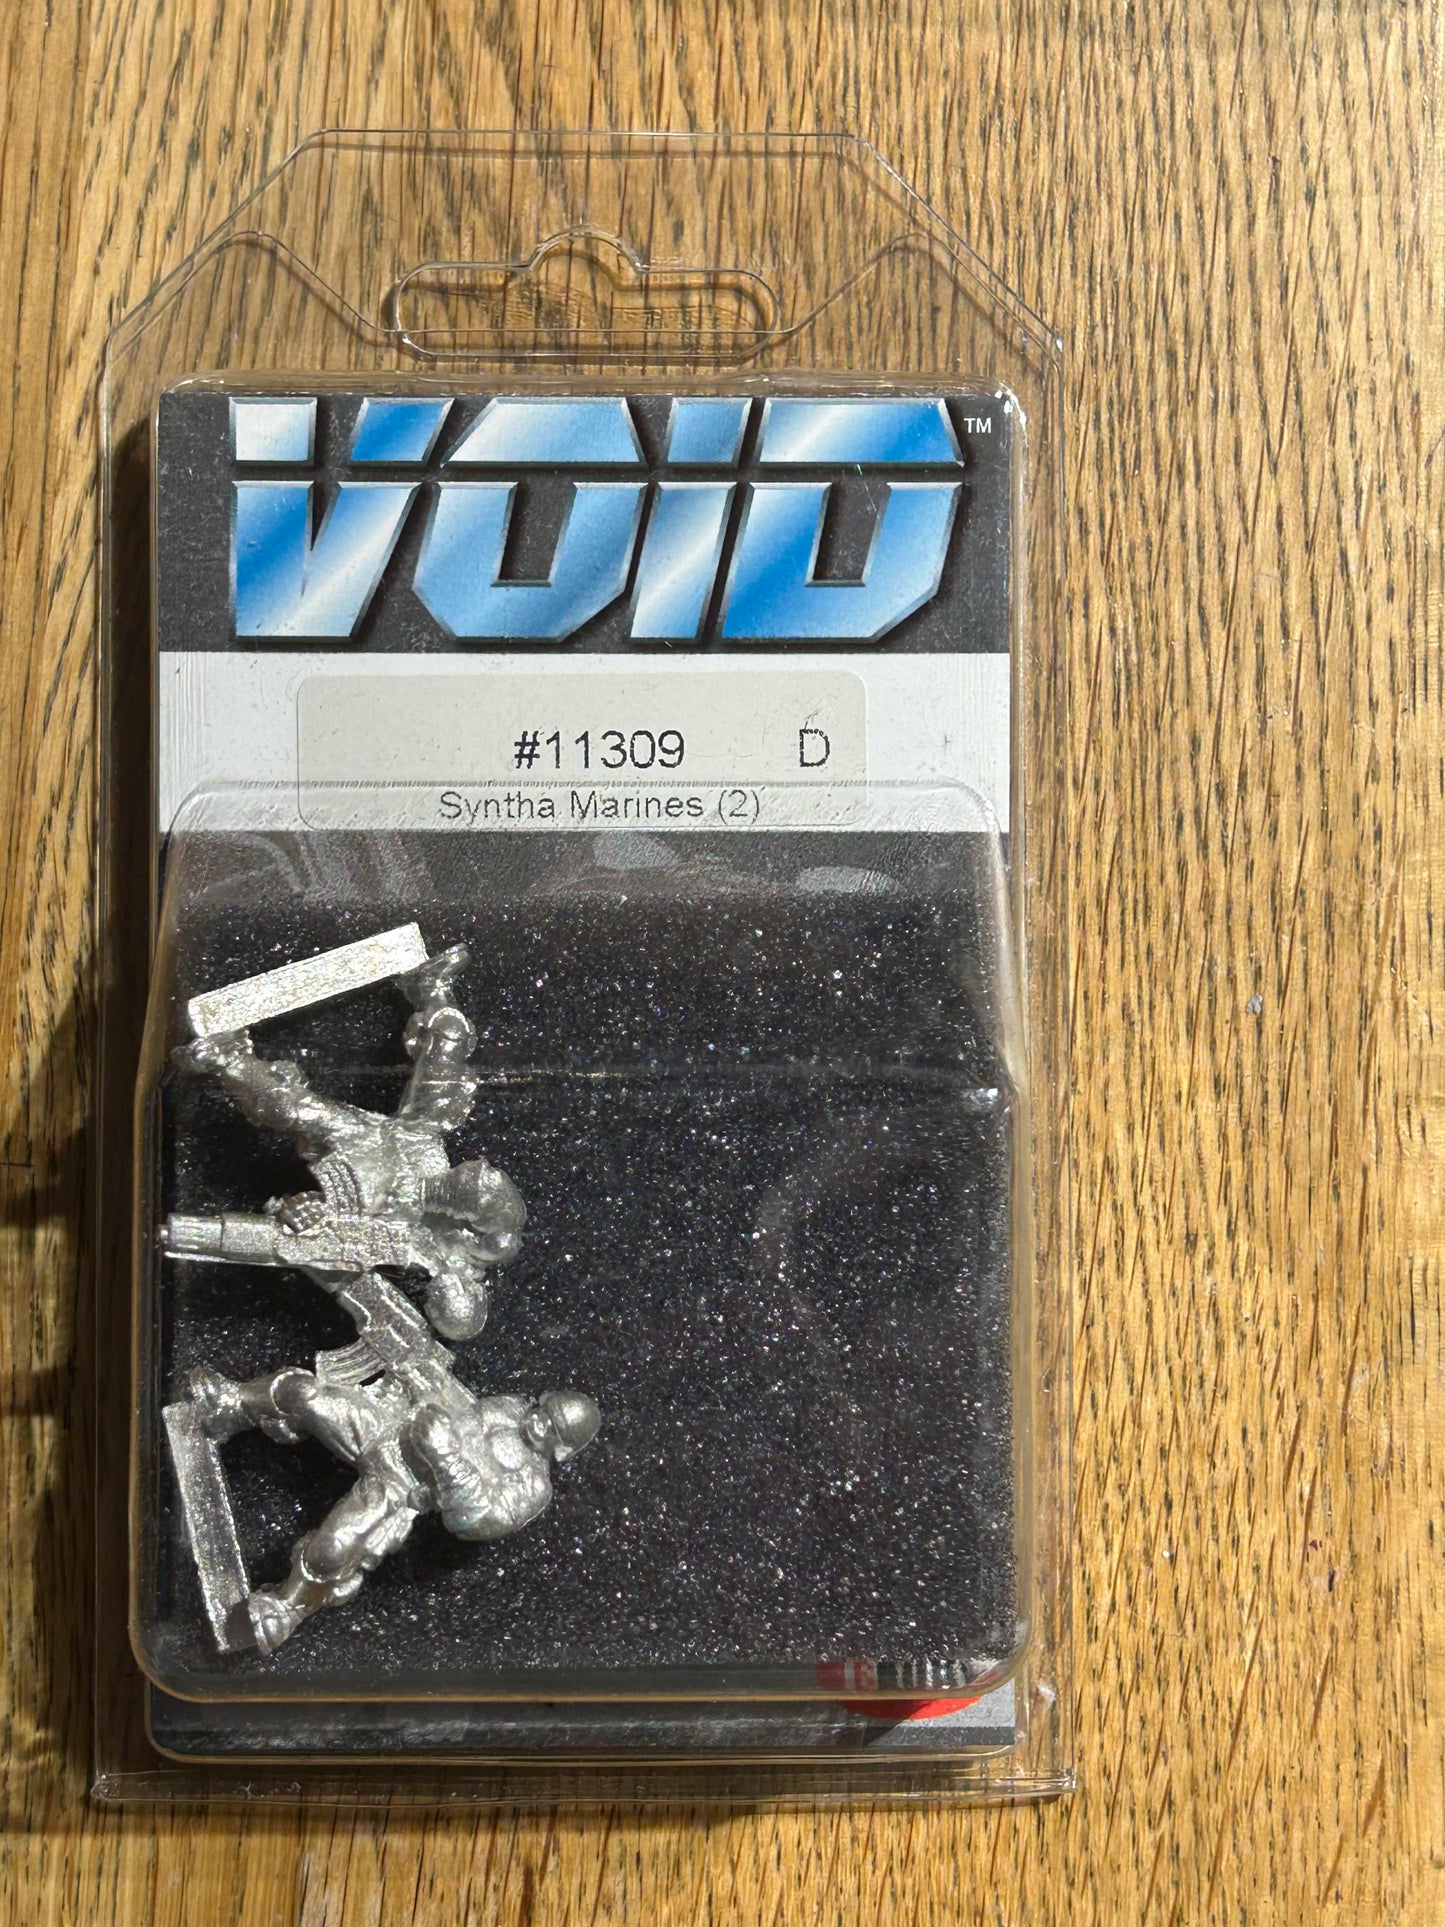 VOID™
#11309 D
Syntha Marines (2)